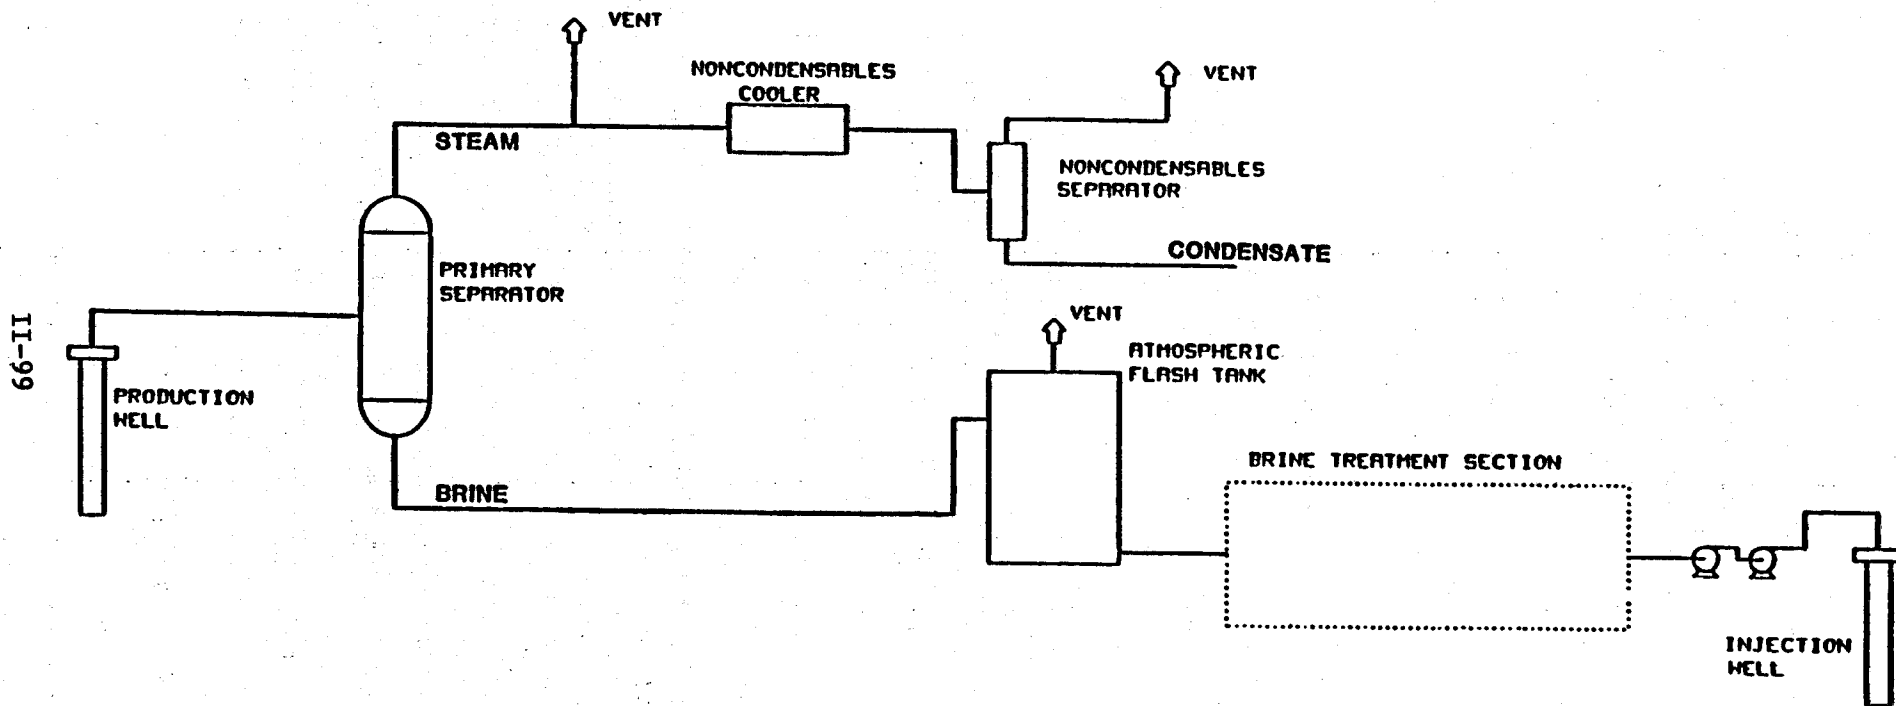 VENT
NONCONDENSABLES
COOLER
VENT
STEAM
NONCONDENSABLES
SEPARATOR
CONDENSATE
PRIMARY
SEPARATOR
VENT
ATMOSPHERIC
FLASH TANK
PRODUCTION
WELL
BRINE
BRINE TREATMENT SECTION
INJECTION
WELL
II-99